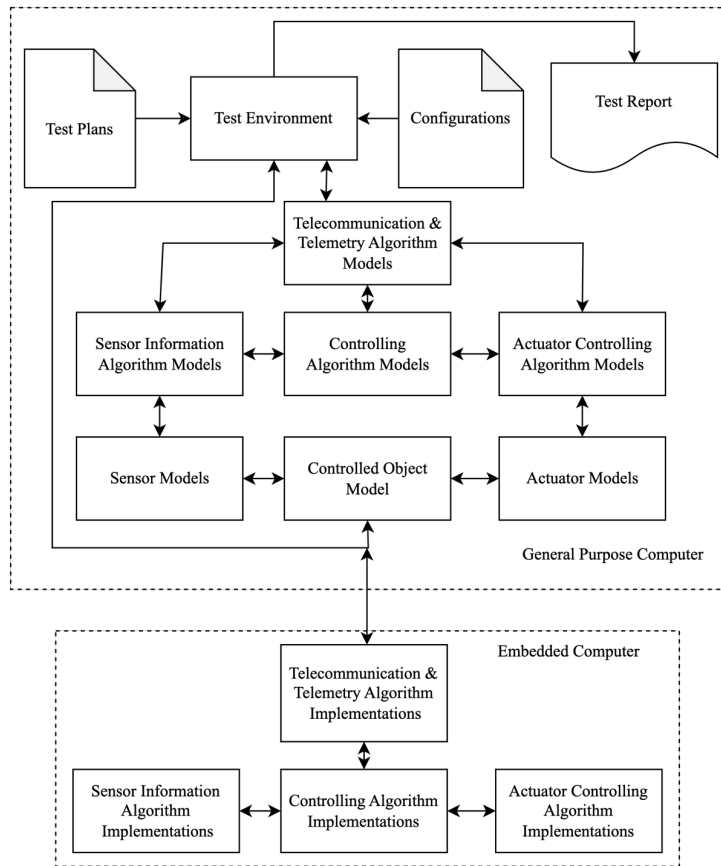 Test Plans
Test Environment
Configurations
Test Report
Telecommunication &
Telemetry Algorithm
Models
Sensor Information
Algorithm Models
Controlling
Algorithm Models
Actuator Controlling
Algorithm Models
Sensor Models
Controlled Object
Model
Actuator Models
General Purpose Computer
Embedded Computer
Telecommunication &
Telemetry Algorithm
Implementations
Sensor Information
Algorithm
Implementations
Controlling Algorithm
Implementations
Actuator Controlling
Algorithm
Implementations